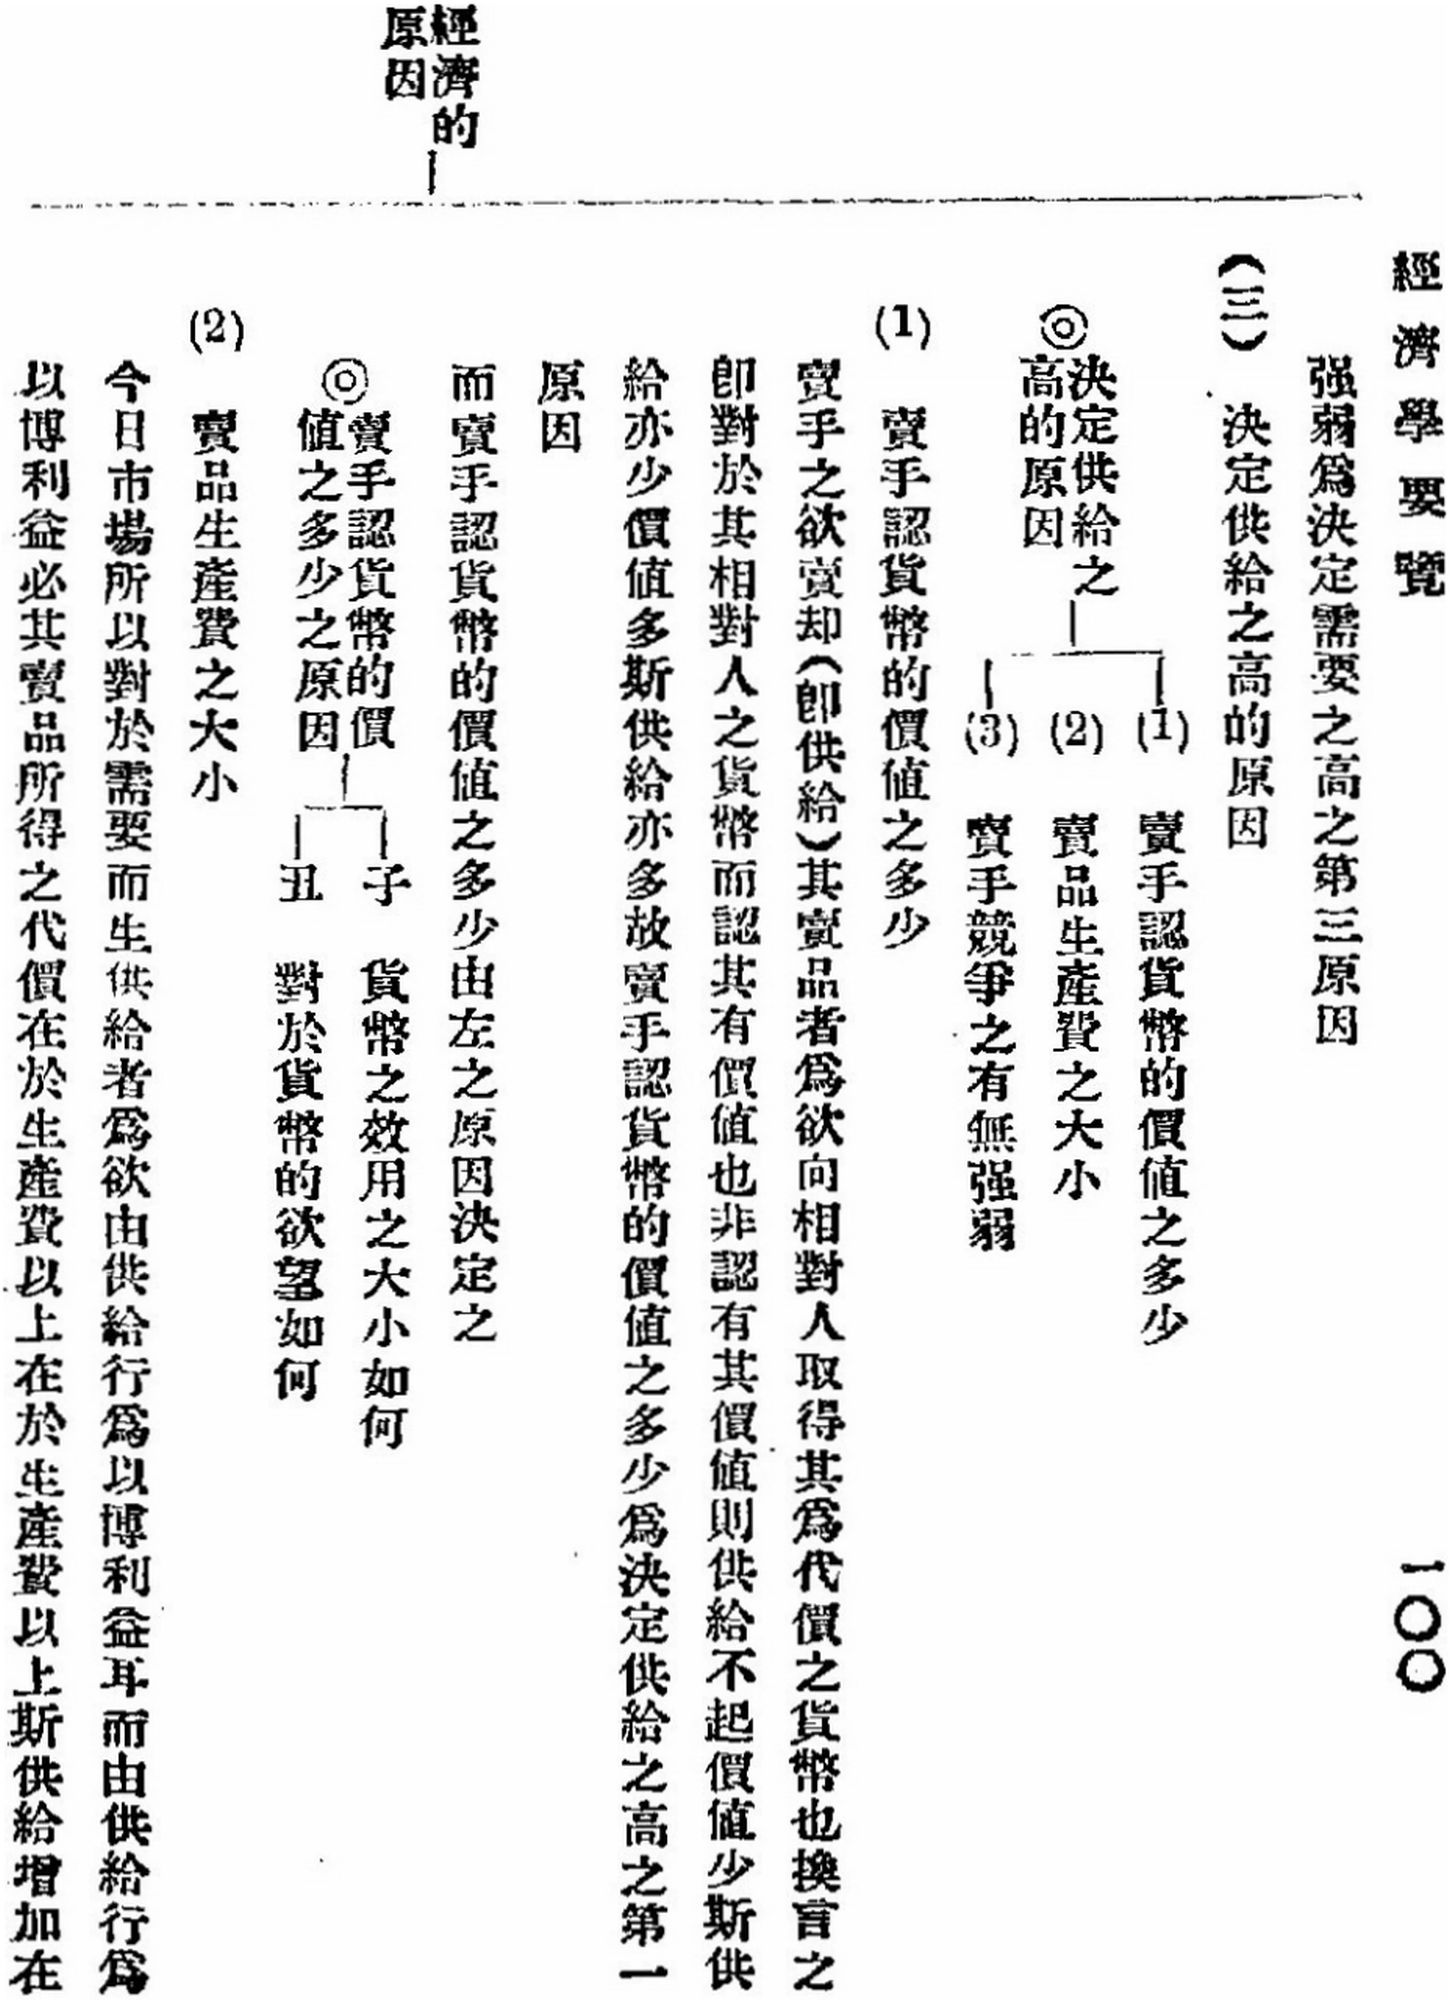 經濟學要覽
一〇〇
經濟的
原因
强弱爲決定需要之高之第三原因
(三) 決定供給之高的原因
◎
決定供給之
高的原因
(1) 賣手認貨幣的價値之多少
(2) 賣品生產費之大小
(3) 賣手競爭之有無强弱
(1) 賣手認貨幣的價値之多少
賣手之欲賣却(卽供給)其賣品者爲欲向相對人取得其爲代價之貨幣也換言之
卽對於其相對人之貨幣而認其有價値也非認有其價値則供給不起價値少斯供
給亦少價値多斯供給亦多故賣手認貨幣的價値之多少爲決定供給之高之第一
原因
而賣手認貨幣的價値之多少由左之原因決定之
◎
賣手認貨幣的價
値之多少之原因
子 貨幣之效用之大小如何
丑 對於貨幣的欲望如何
(2) 賣品生產費之大小
今日市場所以對於需要而生供給者爲欲由供給行爲以博利益耳而由供給行爲
以博利益必其賣品所得之代價在於生產費以上在於生產費以上斯供給增加在